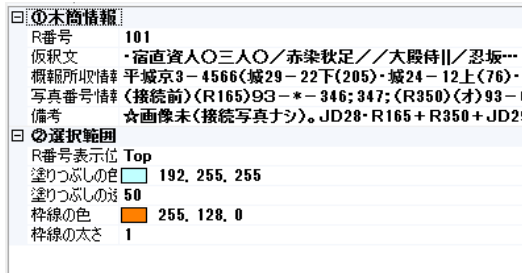 ①木簡情報
R番号 101
仮釈文 ・宿直資人〇三人〇／赤染秋足／／大殿侍||／忍坂…
概報所収情報 平城京3－4566(城29－22下(205)・城24－12上(76)・
写真番号情報 〈接続前〉(R165)93－*－346;347;(R350)(オ)93－
備考 ☆画像未(接続写真ナシ)。JD28・R165＋R350＋JD29
②選択範囲
R番号表示位 Top
塗りつぶしの色 192, 255, 255
塗りつぶしの透 50
枠線の色 255, 128, 0
枠線の太さ 1